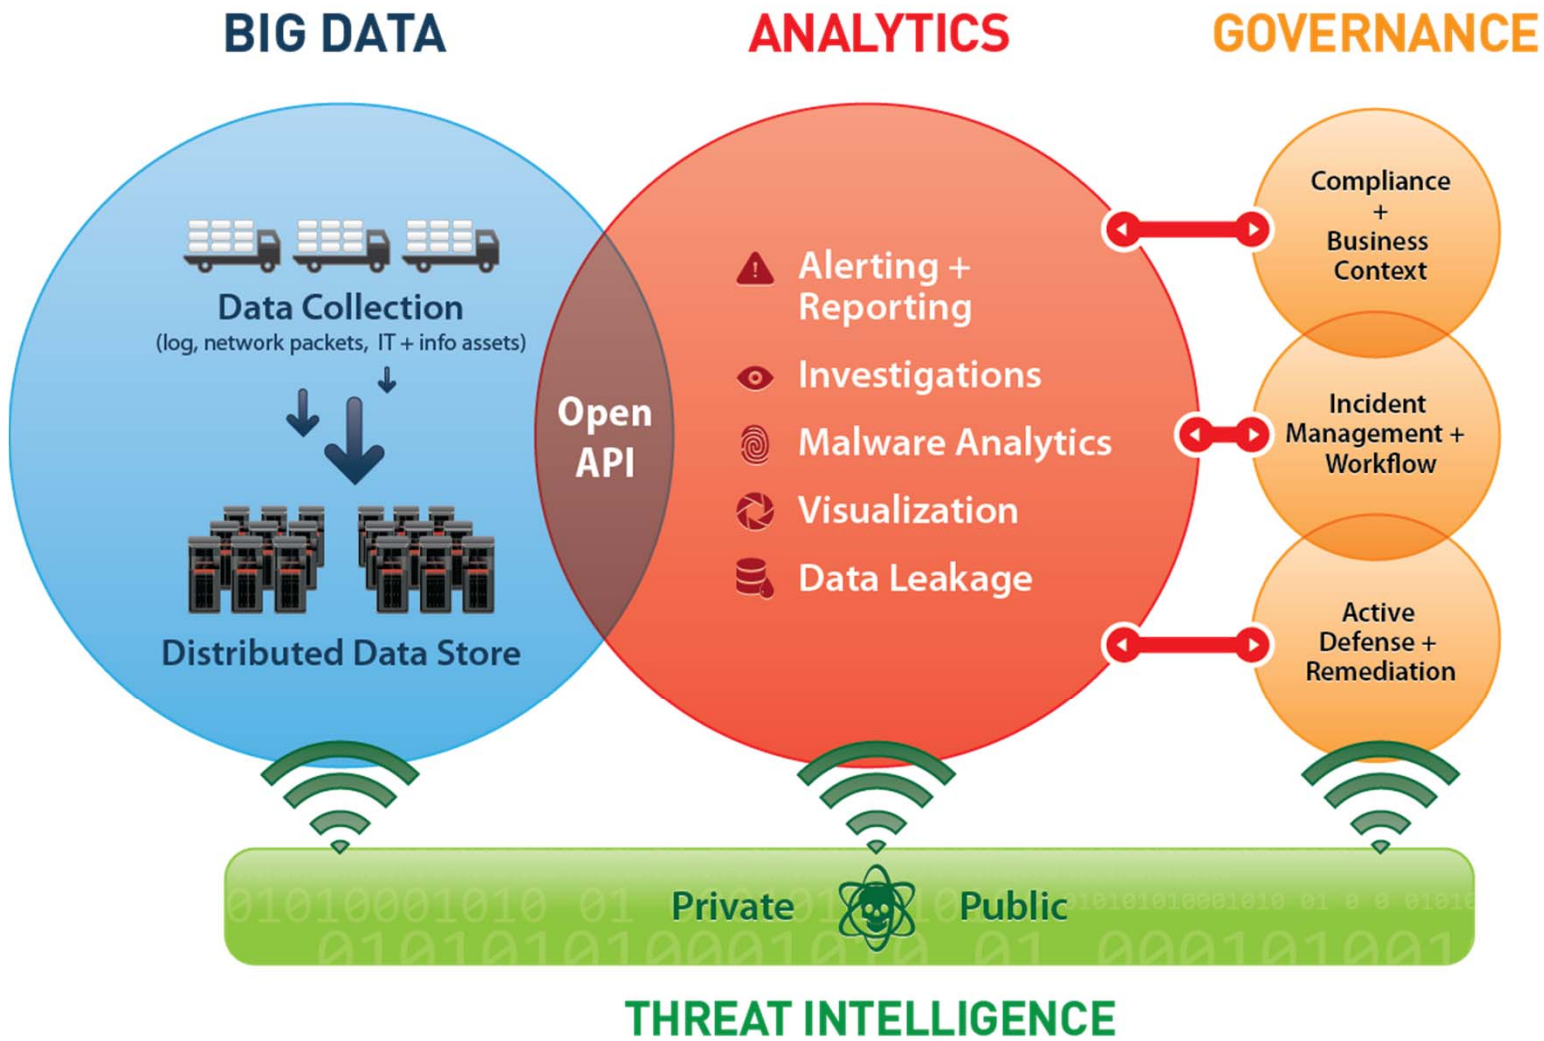 BIG DATA
ANALYTICS
GOVERNANCE
Data Collection
(log, network packets, IT + info assets)
Distributed Data Store
Open
API
Alerting +
Reporting
Investigations
Malware Analytics
Visualization
Data Leakage
Compliance
+
Business
Context
Incident
Management +
Workflow
Active
Defense +
Remediation
Private
Public
THREAT INTELLIGENCE